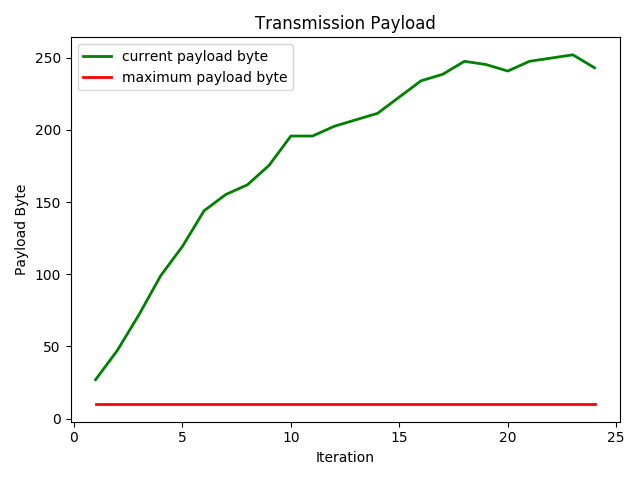 Transmission Payload
current payload byte
maximum payload byte
Payload Byte
250
200
150
100
50
0
0 5 10 15 20 25
Iteration